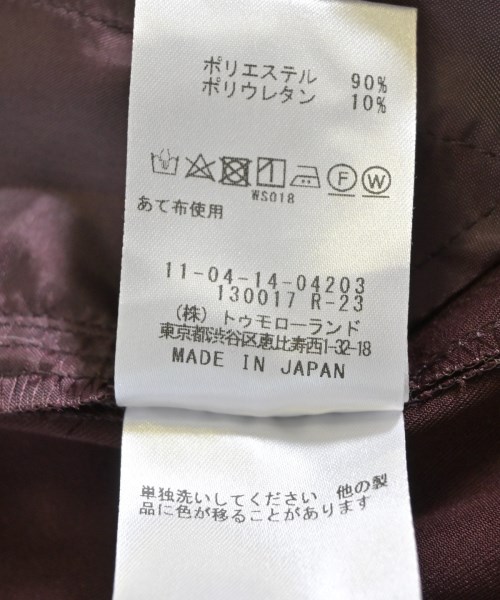 ポリエステル 90%
ポリウレタン 10%
F W
WS018
あて布使用
11-04-14-04203
130017 R-23
(株) トゥモローランド
東京都渋谷区恵比寿西1-32-18
MADE IN JAPAN
単独洗いしてください 他の製
品に色が移ることがあります